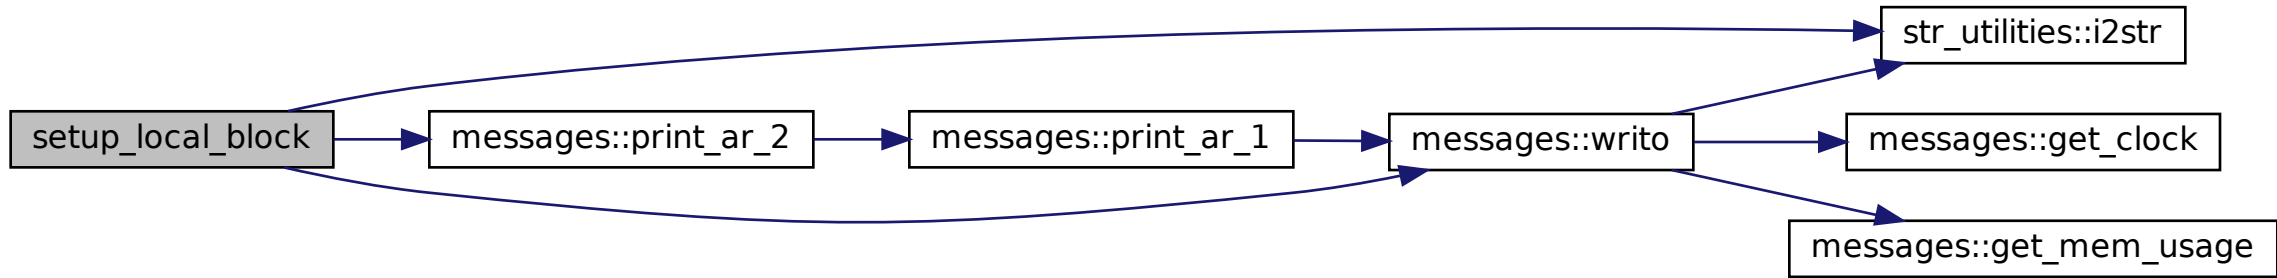 str_utilities::i2str
setup_local_block
messages::print_ar_2
messages::print_ar_1
messages::writo
messages::get_clock
messages::get_mem_usage